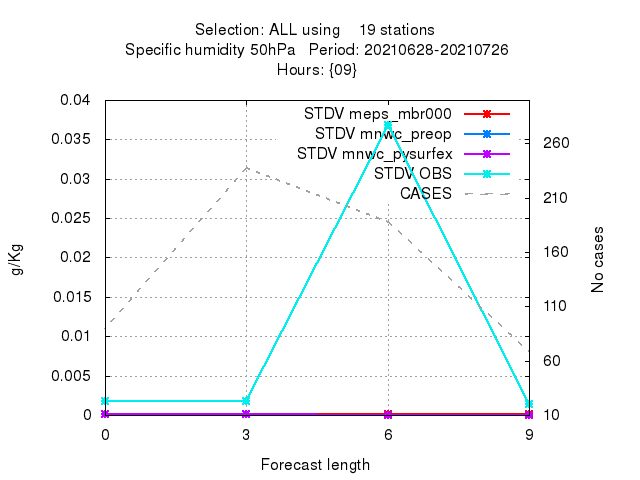 Selection: ALL using 19 stations
Specific humidity 50hPa Period: 20210628-20210726
Hours: {09}
STDV meps_mbr000
STDV mnwc_preop
STDV mnwc_pysurfex
STDV OBS
CASES
0.04
0.035
0.03
0.025
0.02
0.015
0.01
0.005
0
260
210
160
110
60
10
g/Kg
No cases
0 3 6 9
Forecast length